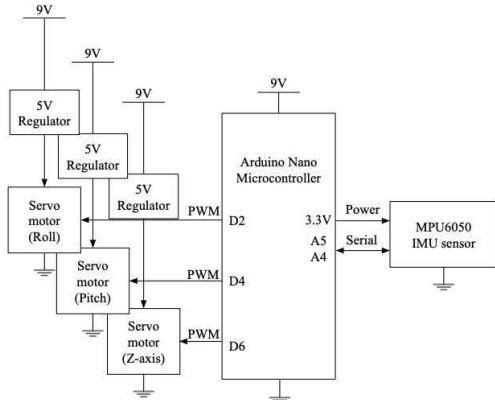 9V
9V
9V
9V
5V
Regulator
5V
Regulator
5V
Regulator
Arduino Nano
Microcontroller
Servo
motor
(Roll)
PWM
D2
3.3V
Power
A5
A4
Serial
MPU6050
IMU sensor
Servo
motor
(Pitch)
PWM
D4
Servo
motor
(Z-axis)
PWM
D6